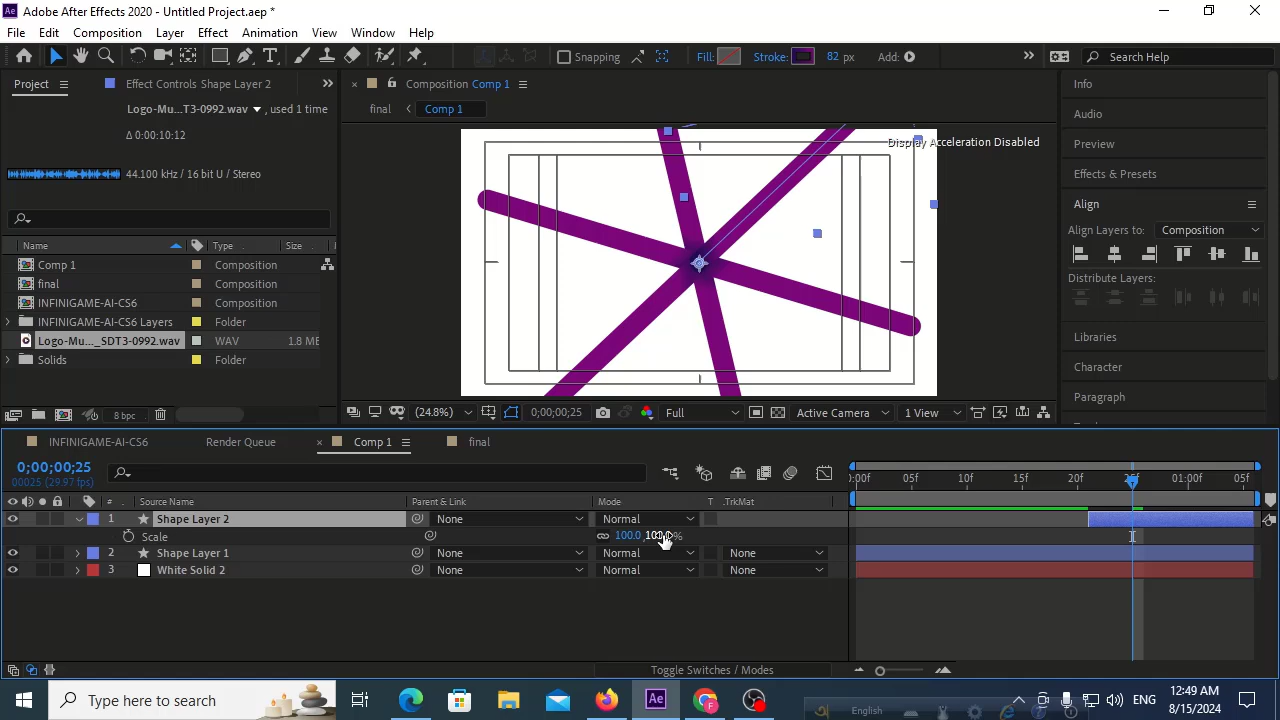 Adobe After Effects 2020 - Untitled Project.aep *
File Edit Composition Layer Effect Animation View Window Help
Snapping Fill: Stroke: 82 px Add: Search Help
Project Effect Controls Shape Layer 2
Composition Comp 1
Info
Logo-Mu...T3-0992.wav , used 1 time
final Comp 1
Audio
Δ 0:00:10:12
Display Acceleration Disabled
Preview
44.100 kHz / 16 bit U / Stereo
Effects & Presets
Align
Align Layers to: Composition
Name Type Size
Comp 1 Composition
Distribute Layers:
final Composition
INFINIGAME-AI-CS6 Composition
INFINIGAME-AI-CS6 Layers Folder
Libraries
Logo-Mu..._SDT3-0992.wav WAV 1.8 ME
Solids Folder
Character
Paragraph
8 bpc (24.8%) 0;00;00;25 Full Active Camera 1 View
INFINIGAME-AI-CS6 Render Queue Comp 1 final
0;00;00;25
00025 (29.97 fps)
:00f 05f 10f 15f 20f 01:00f 05f
# Source Name Parent & Link Mode T .TrkMat
1 Shape Layer 2 None Normal
Scale 100.0, %
2 Shape Layer 1 None Normal None
3 White Solid 2 None Normal None
Toggle Switches / Modes
Type here to search
ENG
12:49 AM
8/15/2024
English